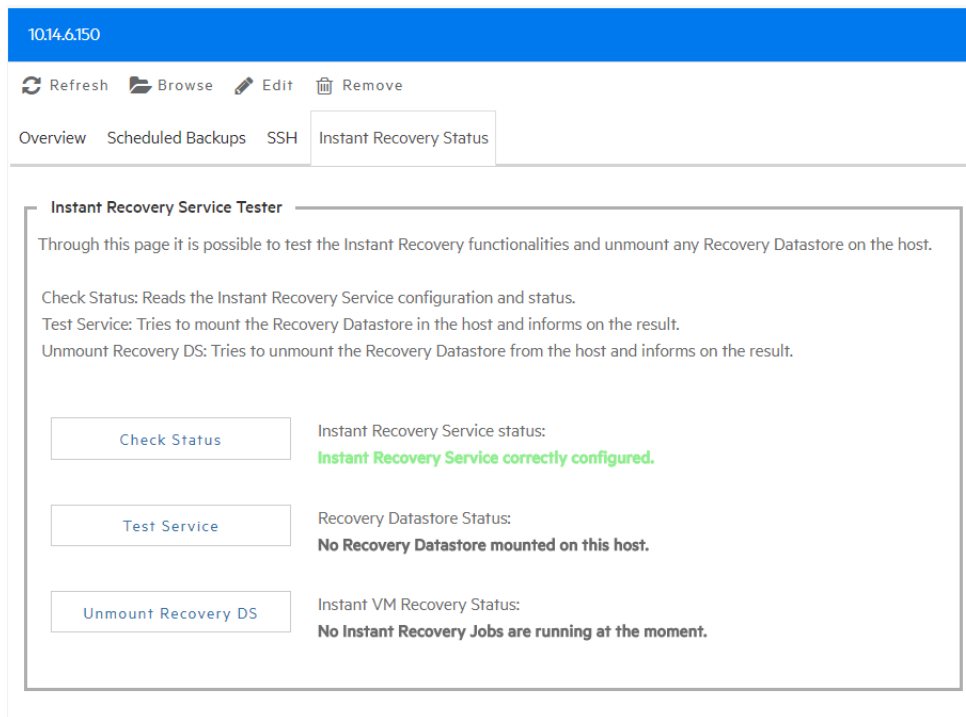 10.14.6.150
Refresh Browse Edit Remove
Overview Scheduled Backups SSH Instant Recovery Status
Instant Recovery Service Tester
Through this page it is possible to test the Instant Recovery functionalities and unmount any Recovery Datastore on the host.
Check Status: Reads the Instant Recovery Service configuration and status.
Test Service: Tries to mount the Recovery Datastore in the host and informs on the result.
Unmount Recovery DS: Tries to unmount the Recovery Datastore from the host and informs on the result.
Check Status
Instant Recovery Service status:
Instant Recovery Service correctly configured.
Test Service
Recovery Datastore Status:
No Recovery Datastore mounted on this host.
Unmount Recovery DS
Instant VM Recovery Status:
No Instant Recovery Jobs are running at the moment.